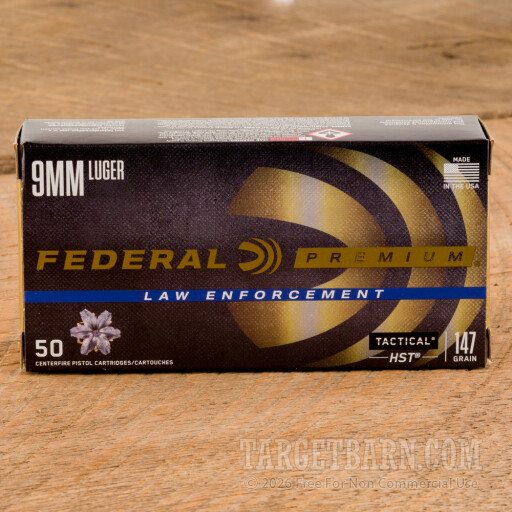 9MM LUGER
MADE
IN THE USA
FEDERAL PREMIUM
LAW ENFORCEMENT
50
CENTERFIRE PISTOL CARTRIDGES/CARTOUCHES
TACTICAL®
HST®
147
GRAIN
TARGETBARN.COM
© 2026 Free For Non Commercial Use